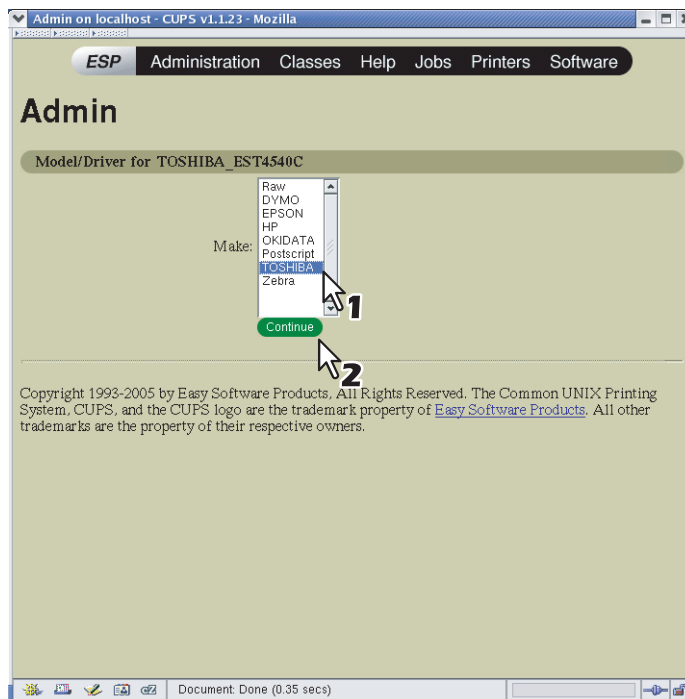 Admin on localhost - CUPS v1.1.23 - Mozilla
ESP Administration Classes Help Jobs Printers Software
Admin
Model/Driver for TOSHIBA_EST4540C
Raw
DYMO
EPSON
HP
Make: OKIDATA
Postscript
TOSHIBA
Zebra
1
Continue
2
Copyright 1993-2005 by Easy Software Products, All Rights Reserved. The Common UNIX Printing
System, CUPS, and the CUPS logo are the trademark property of Easy Software Products. All other
trademarks are the property of their respective owners.
Document: Done (0.35 secs)